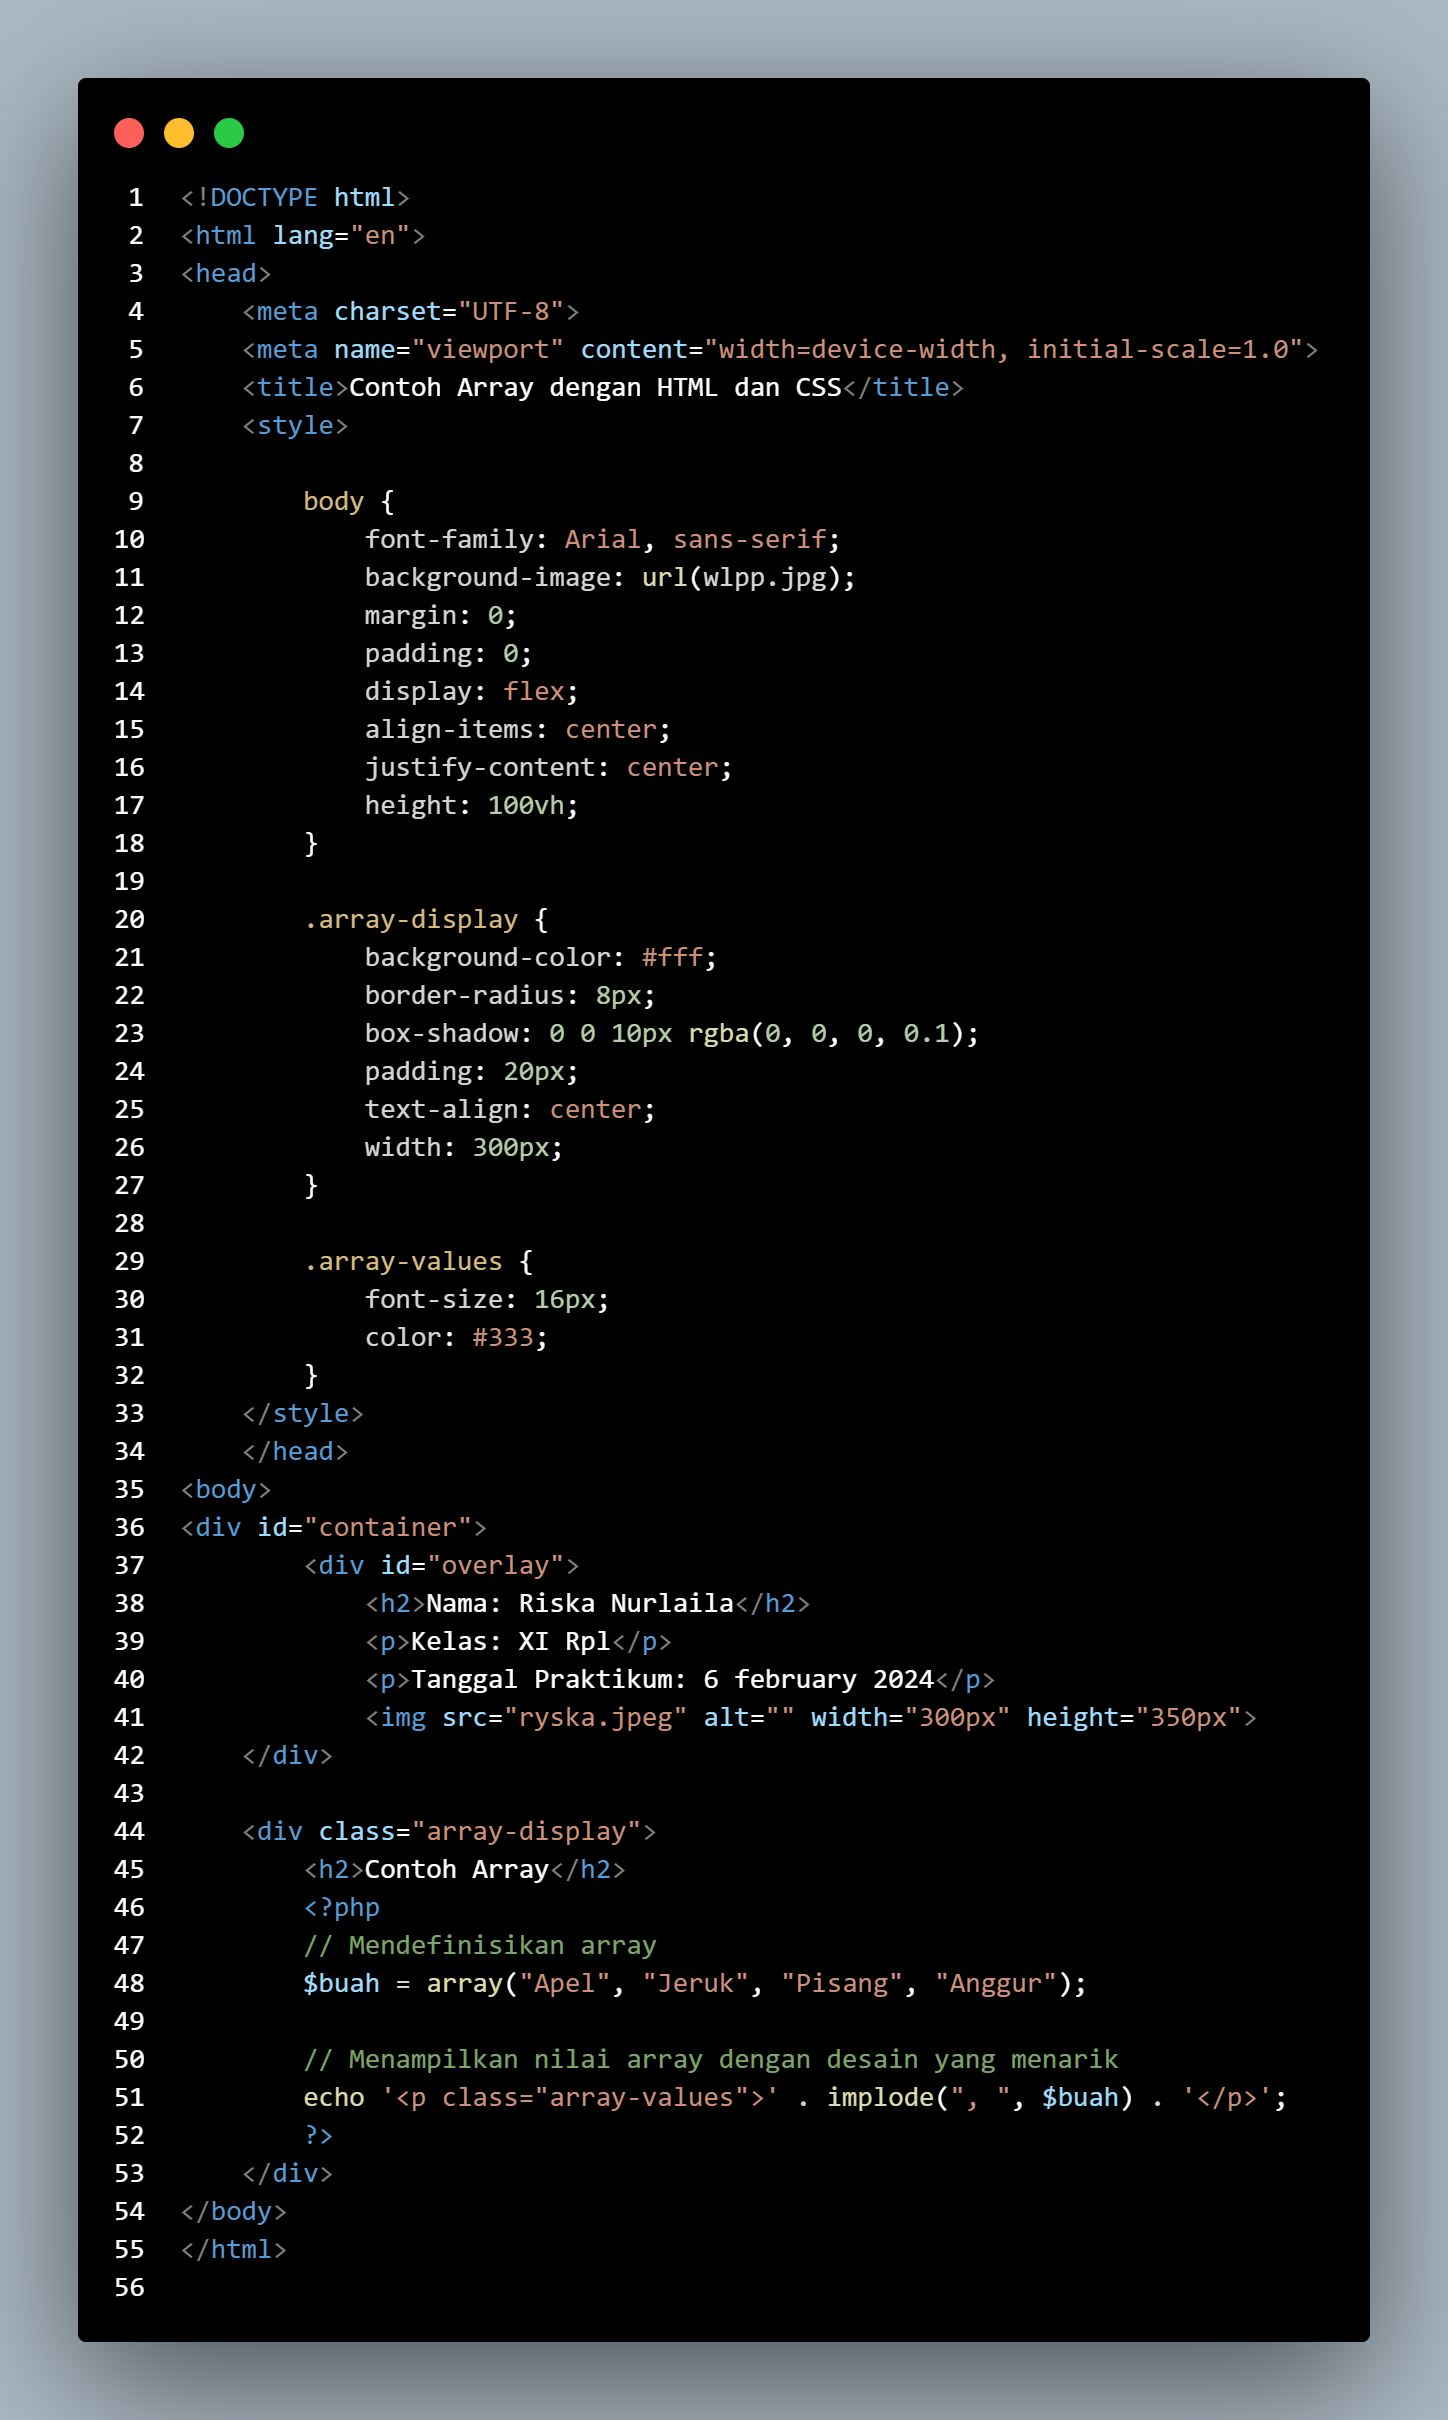 1 <!DOCTYPE html>
2 <html lang="en">
3 <head>
4     <meta charset="UTF-8">
5     <meta name="viewport" content="width=device-width, initial-scale=1.0">
6     <title>Contoh Array dengan HTML dan CSS</title>
7     <style>
8
9         body {
10             font-family: Arial, sans-serif;
11             background-image: url(wlpp.jpg);
12             margin: 0;
13             padding: 0;
14             display: flex;
15             align-items: center;
16             justify-content: center;
17             height: 100vh;
18         }
19
20         .array-display {
21             background-color: #fff;
22             border-radius: 8px;
23             box-shadow: 0 0 10px rgba(0, 0, 0, 0.1);
24             padding: 20px;
25             text-align: center;
26             width: 300px;
27         }
28
29         .array-values {
30             font-size: 16px;
31             color: #333;
32         }
33     </style>
34     </head>
35 <body>
36 <div id="container">
37         <div id="overlay">
38             <h2>Nama: Riska Nurlaila</h2>
39             <p>Kelas: XI Rpl</p>
40             <p>Tanggal Praktikum: 6 february 2024</p>
41             <img src="ryska.jpeg" alt="" width="300px" height="350px">
42     </div>
43
44     <div class="array-display">
45         <h2>Contoh Array</h2>
46         <?php
47         // Mendefinisikan array
48         $buah = array("Apel", "Jeruk", "Pisang", "Anggur");
49
50         // Menampilkan nilai array dengan desain yang menarik
51         echo '<p class="array-values">' . implode(", ", $buah) . '</p>';
52         ?>
53     </div>
54 </body>
55 </html>
56